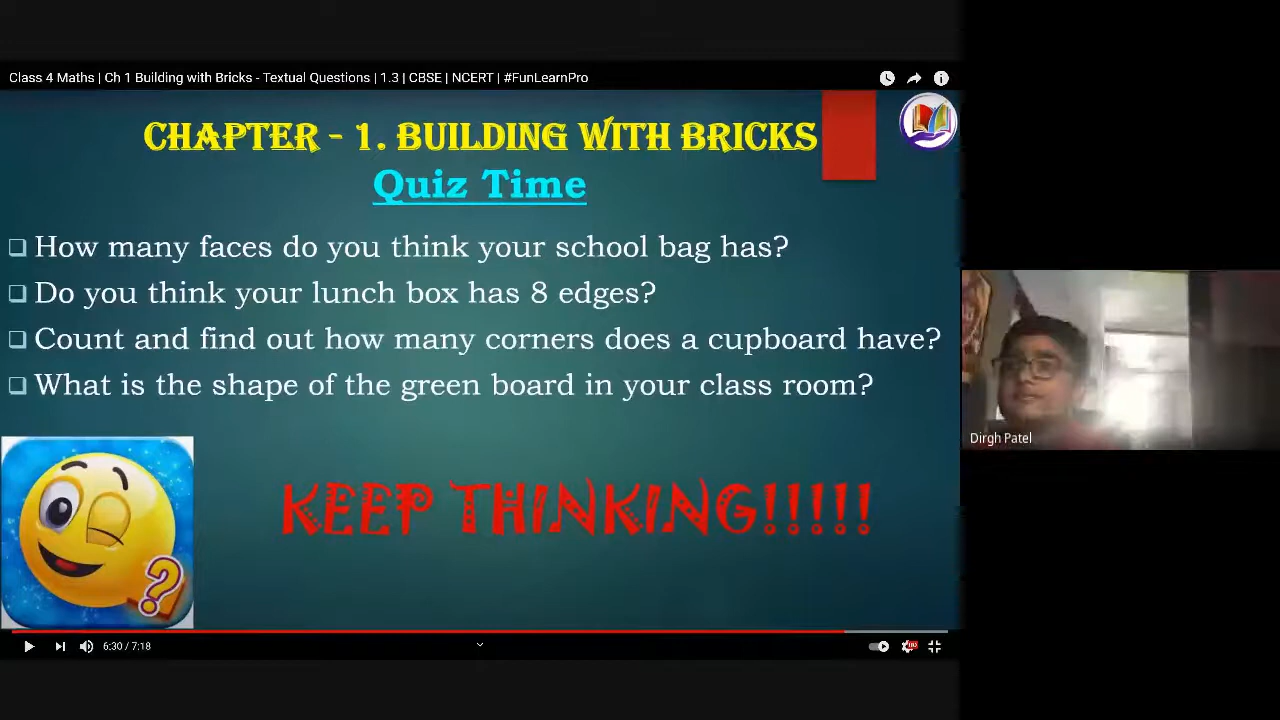 Class 4 Maths | Ch 1 Building with Bricks - Textual Questions | 1.3 | CBSE | NCERT | #FunLearnPro
CHAPTER - 1. BUILDING WITH BRICKS
Quiz Time
How many faces do you think your school bag has?
Do you think your lunch box has 8 edges?
Count and find out how many corners does a cupboard have?
What is the shape of the green board in your class room?
KEEP THINKING!!!!!
?
Dirgh Patel
6:30 / 7:18
HD